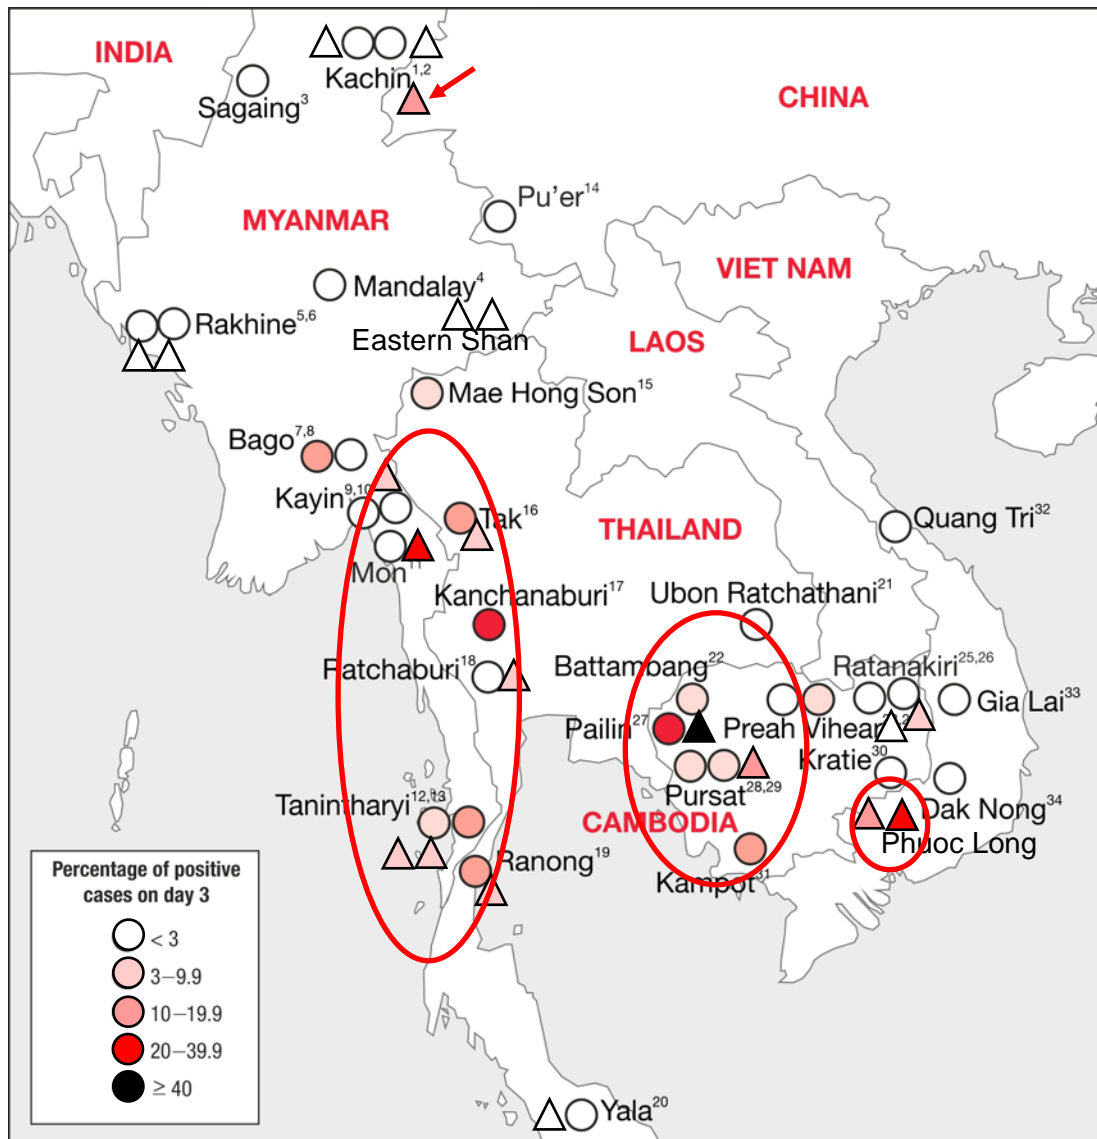 INDIA
Kachin1,2
Sagaing3
CHINA
Pu'er14
MYANMAR
VIET NAM
Mandalay4
Rakhine5,6
Eastern Shan
LAOS
Mae Hong Son15
Bago7,8
Kayin9,10
Tak16
Quang Tri32
THAILAND
Mon
Kanchanaburi17
Ubon Ratchathani21
Battambang22
Ratanakiri25,26
Ratchaburi18
Gia Lai33
Pailin27
Preah Vihear
Kratie30
Pursat28,29
Tanintharyi12,13
CAMBODIA
Dak Nong34
Phuoc Long
Ranong19
Kampot31
Percentage of positive
cases on day 3
< 3
3–9.9
10–19.9
20–39.9
≥ 40
Yala20